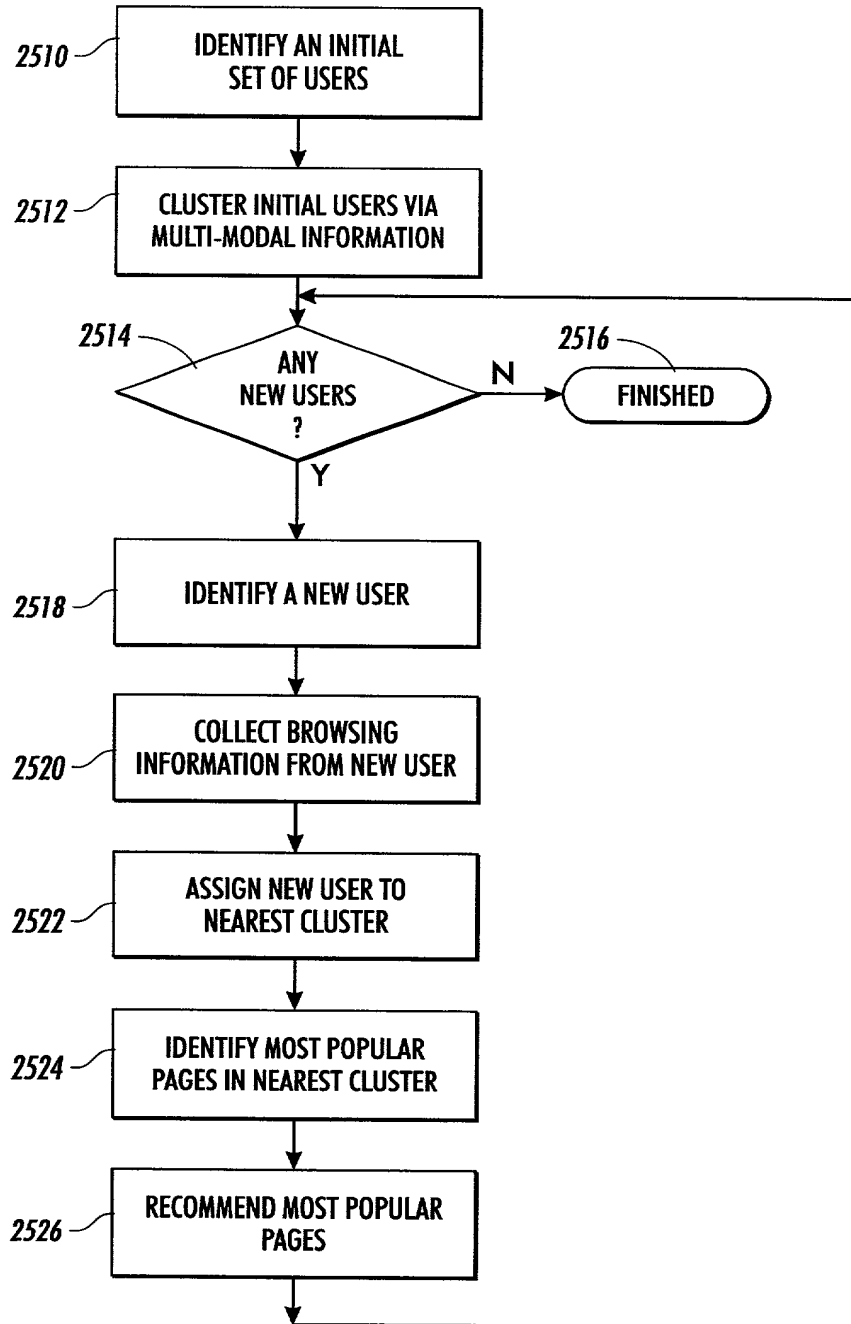 2510
IDENTIFY AN INITIAL
SET OF USERS
2512
CLUSTER INITIAL USERS VIA
MULTI-MODAL INFORMATION
2514
ANY
NEW USERS
?
N
2516
FINISHED
Y
2518
IDENTIFY A NEW USER
2520
COLLECT BROWSING
INFORMATION FROM NEW USER
2522
ASSIGN NEW USER TO
NEAREST CLUSTER
2524
IDENTIFY MOST POPULAR
PAGES IN NEAREST CLUSTER
2526
RECOMMEND MOST POPULAR
PAGES